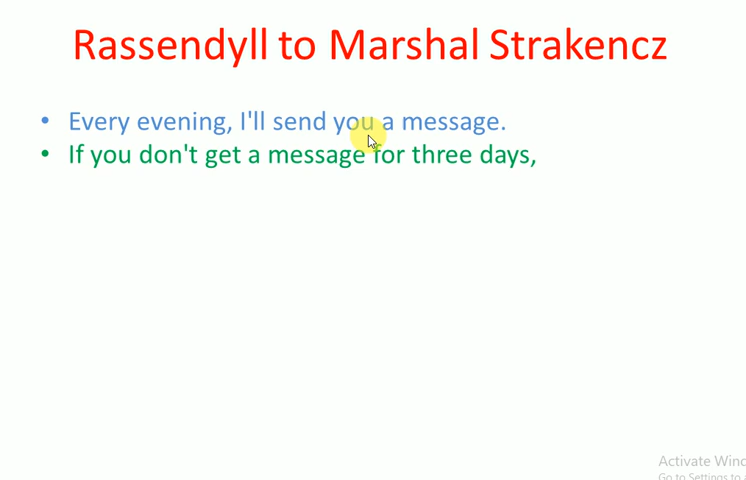 Rassendyll to Marshal Strakencz
• Every evening, I'll send you a message.
• If you don't get a message for three days,
Activate Winc
Go to Settings to